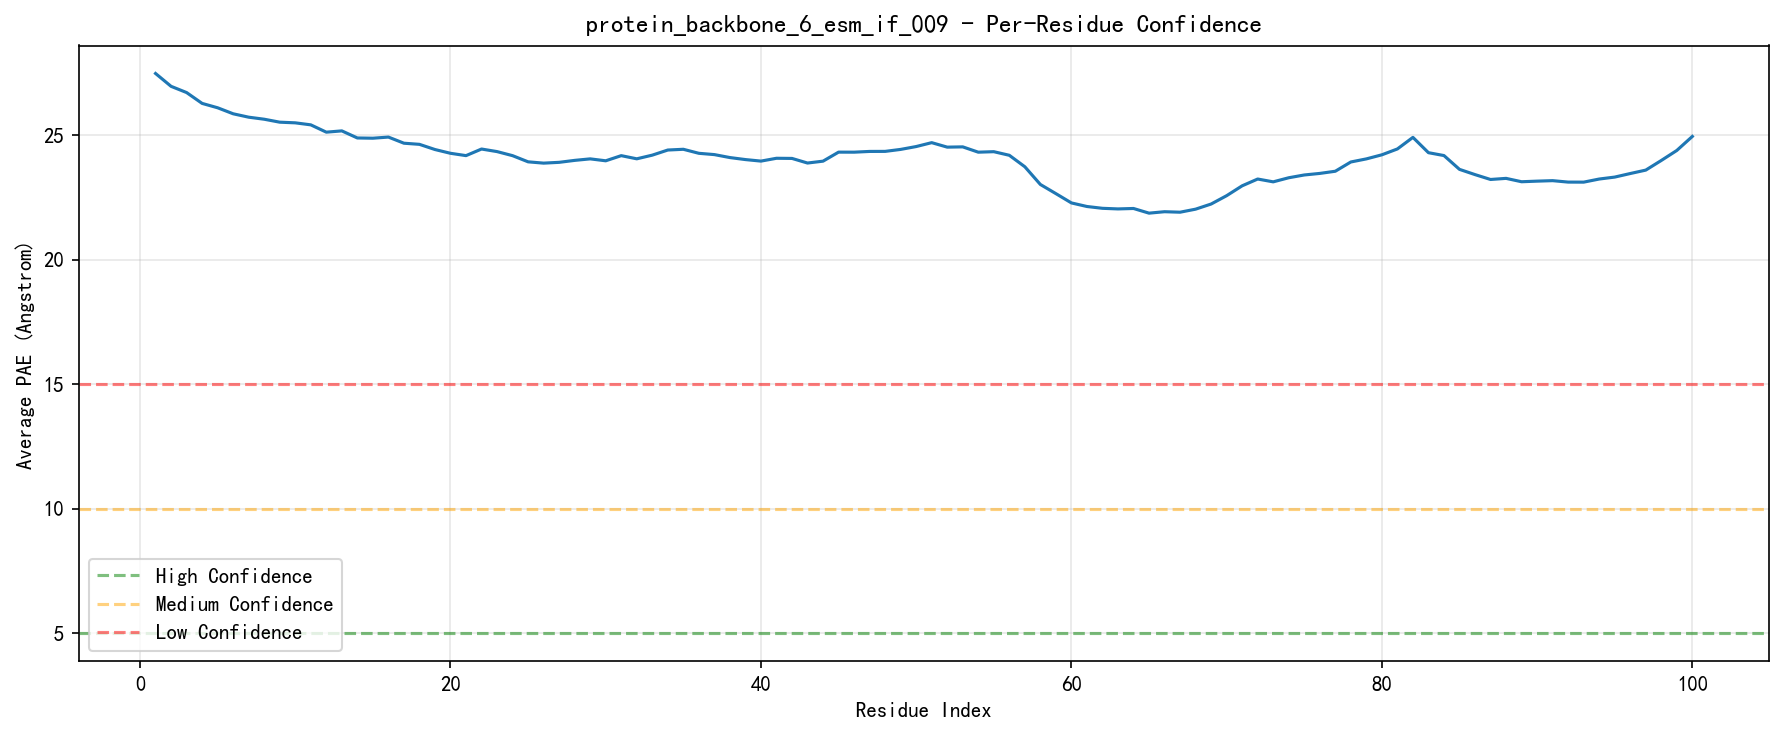 protein_backbone_6_esm_if_009 - Per-Residue Confidence
Average PAE (Angstrom)
25
20
15
10
5
High Confidence
Medium Confidence
Low Confidence
0 20 40 60 80 100
Residue Index